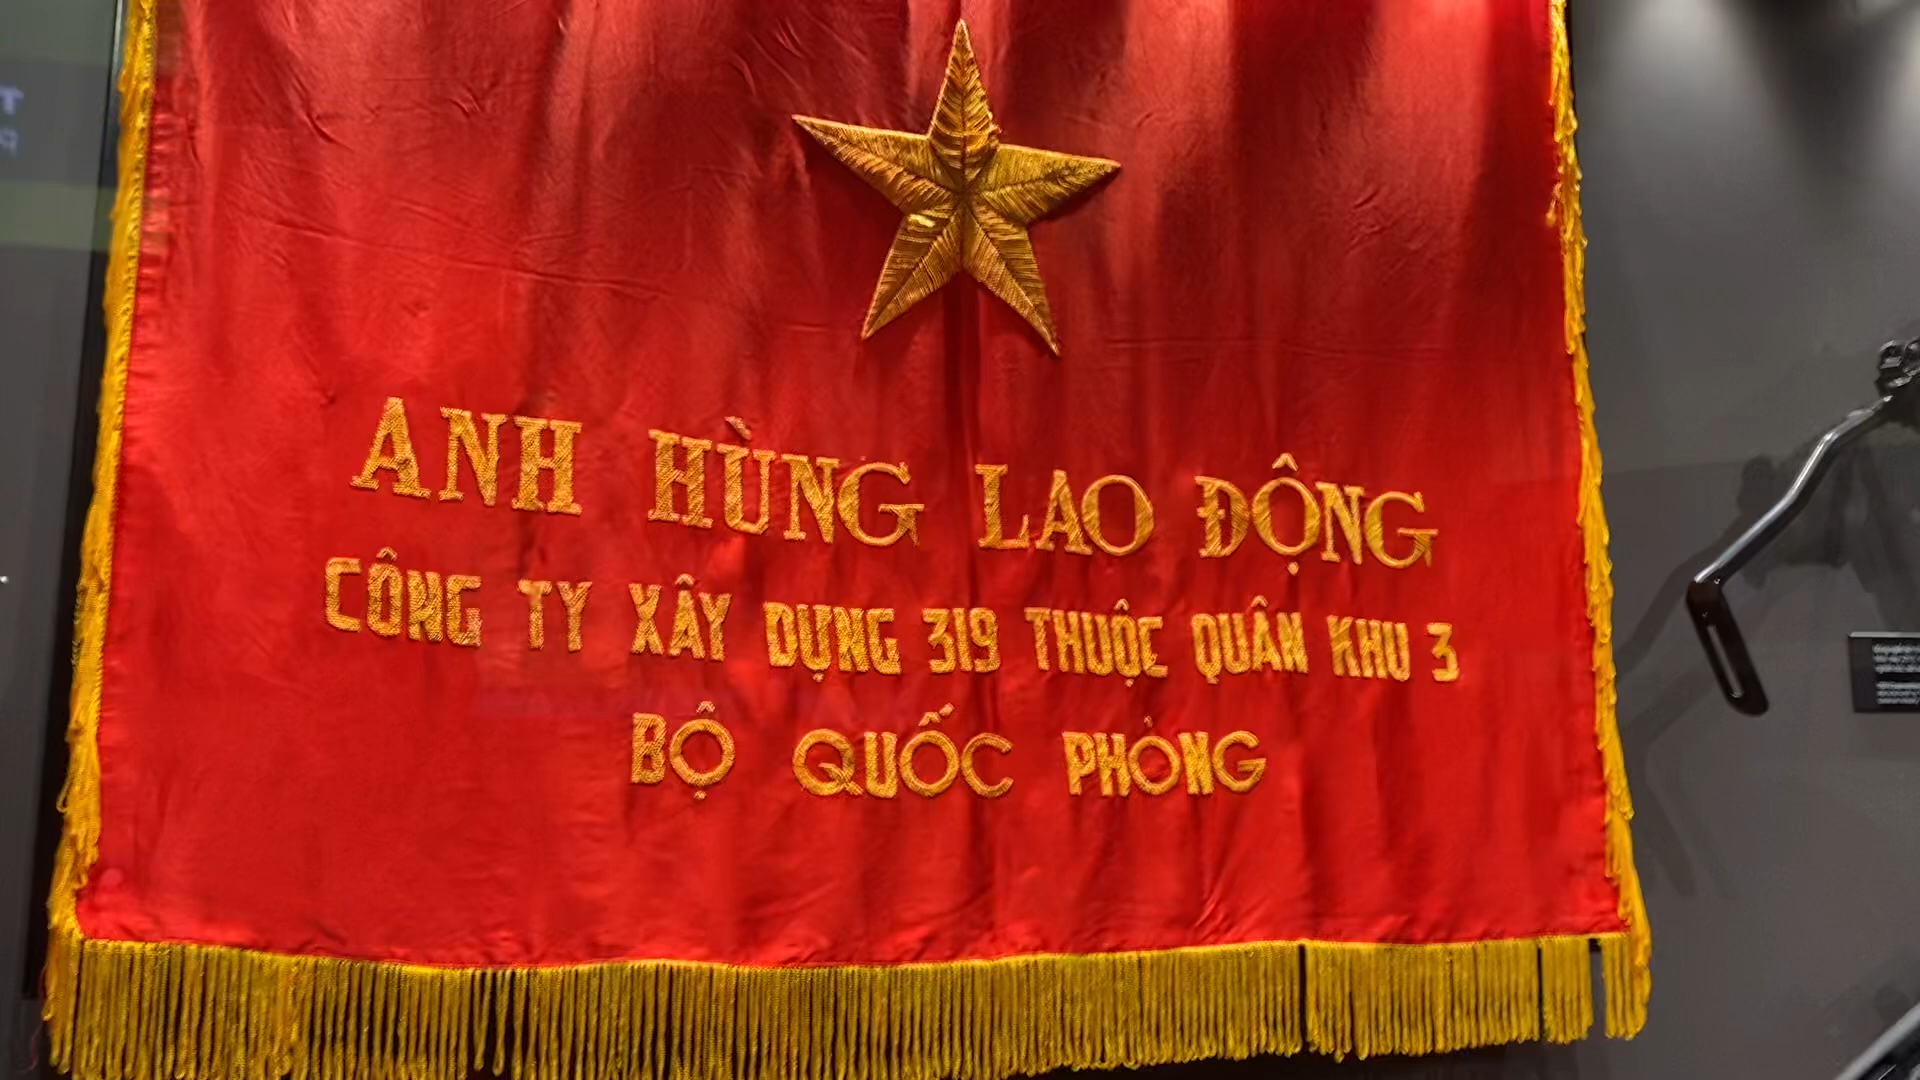 ANH HÙNG LAO ĐỘNG
CÔNG TY XÂY DỰNG 319 THUỘC QUÂN KHU 3
BỘ QUỐC PHÒNG